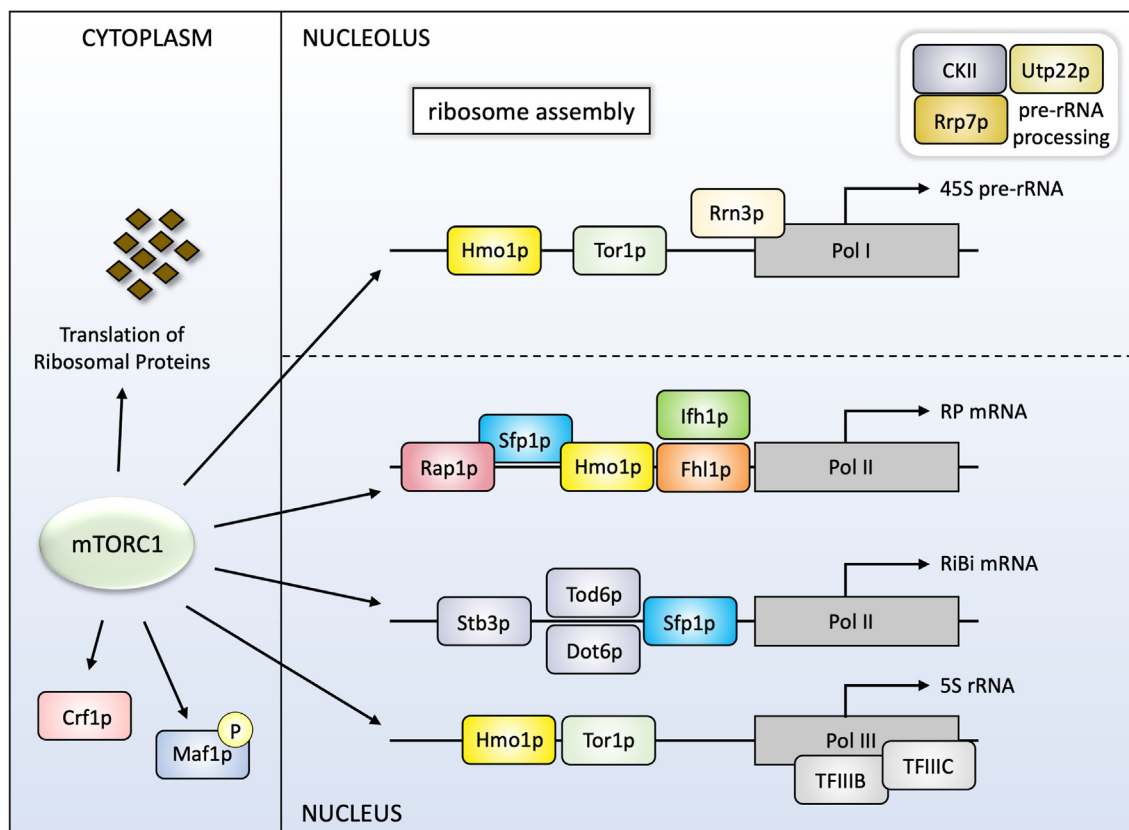 CYTOPLASM
NUCLEOLUS
CKII
Utp22p
Rrp7p
pre-rRNA
processing
ribosome assembly
45S pre-rRNA
Rrn3p
Hmo1p
Tor1p
Pol I
Translation of
Ribosomal Proteins
RP mRNA
Ifh1p
Sfp1p
Rap1p
Hmo1p
Fhl1p
Pol II
mTORC1
RiBi mRNA
Tod6p
Stb3p
Sfp1p
Pol II
Dot6p
5S rRNA
Crf1p
P
Maf1p
Hmo1p
Tor1p
Pol III
TFIIIB
TFIIIC
NUCLEUS